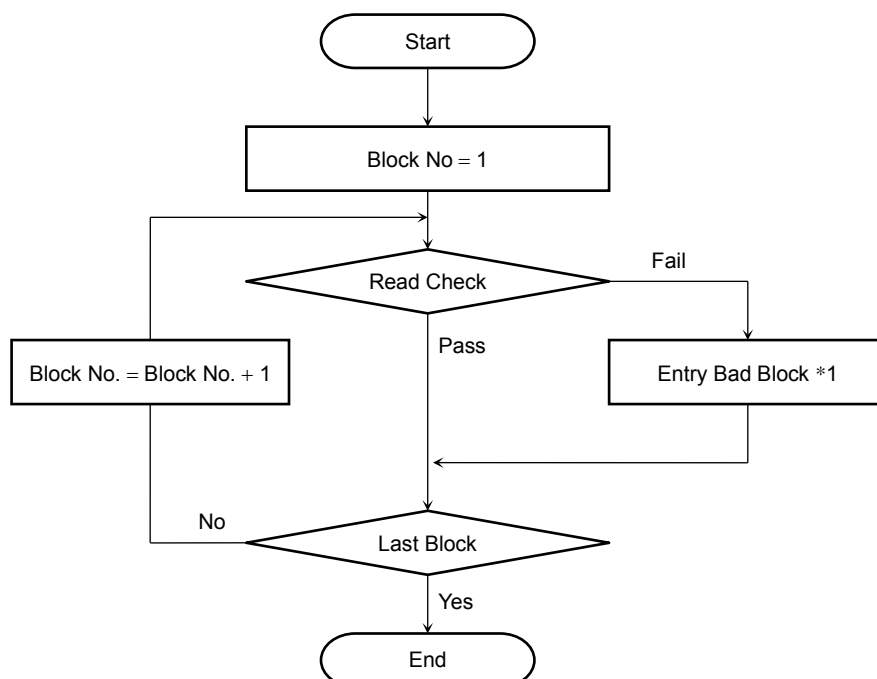 Start
Block No = 1
Read Check
Fail
Pass
Block No. = Block No. + 1
Entry Bad Block *1
No
Last Block
Yes
End